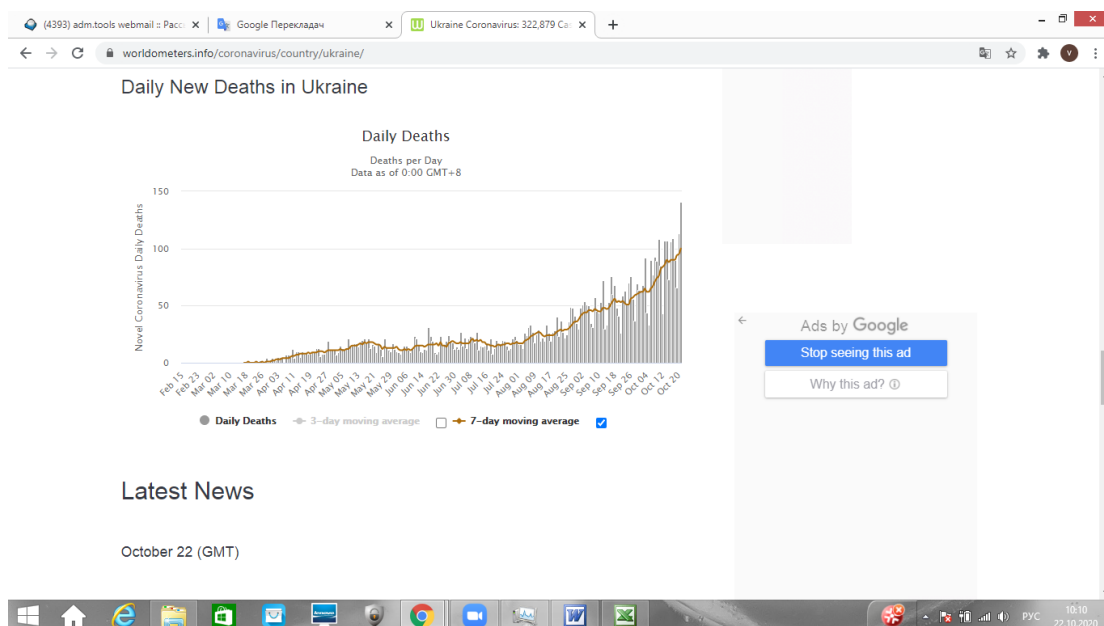 (4393) adm.tools webmail :: Расс
Google Перекладач
Ukraine Coronavirus: 322,879 Ca
worldometers.info/coronavirus/country/ukraine/
V
Daily New Deaths in Ukraine
Daily Deaths
Deaths per Day
Data as of 0:00 GMT+8
Novel Coronavirus Daily Deaths
150
100
50
0
Feb 15 Feb 23 Mar 02 Mar 10 Mar 18 Mar 26 Apr 03 Apr 11 Apr 19 Apr 27 May 05 May 13 May 21 May 29 Jun 06 Jun 14 Jun 22 Jun 30 Jul 08 Jul 16 Jul 24 Aug 01 Aug 09 Aug 17 Aug 25 Sep 02 Sep 10 Sep 18 Sep 26 Oct 04 Oct 12 Oct 20
Daily Deaths 3-day moving average 7-day moving average
Ads by Google
Stop seeing this ad
Why this ad?
Latest News
October 22 (GMT)
РУС
10:10
22.10.2020